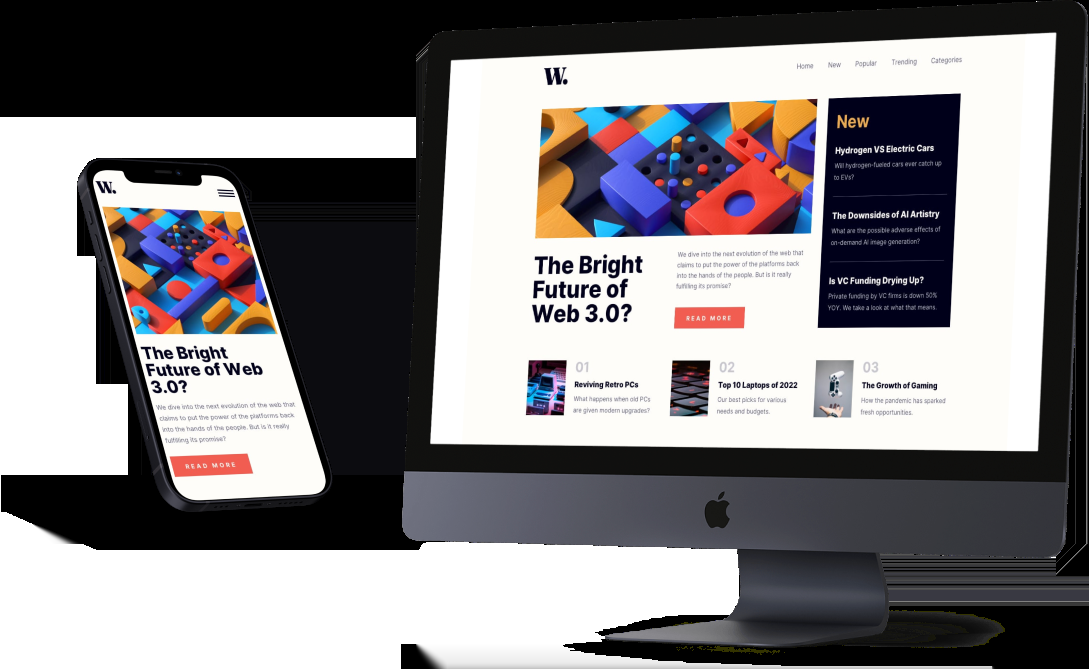 W.
The Bright
Future of Web
3.0?
We dive into the next evolution of the web that
claims to put the power of the platforms back
into the hands of the people. But is it really
fulfilling its promise?
READ MORE
W.
Home New Popular Trending Categories
The Bright
Future of
Web 3.0?
We dive into the next evolution of the web that
claims to put the power of the platforms back
into the hands of the people. But is it really
fulfilling its promise?
READ MORE
New
Hydrogen VS Electric Cars
Will hydrogen-fueled cars ever catch up
to EVs?
The Downsides of AI Artistry
What are the possible adverse effects of
on-demand AI image generation?
Is VC Funding Drying Up?
Private funding by VC firms is down 50%
YOY. We take a look at what that means.
01
Reviving Retro PCs
What happens when old PCs
are given modern upgrades?
02
Top 10 Laptops of 2022
Our best picks for various
needs and budgets.
03
The Growth of Gaming
How the pandemic has sparked
fresh opportunities.